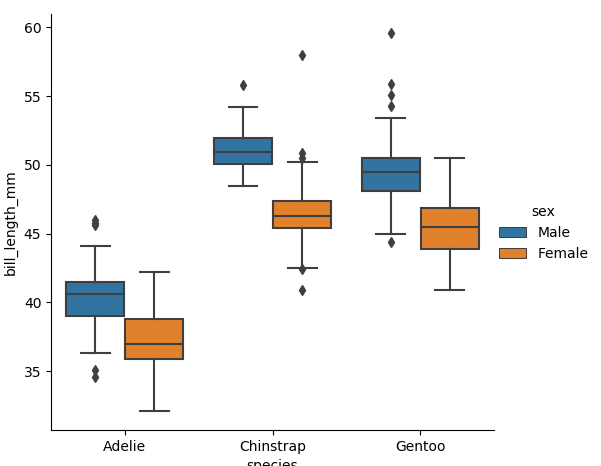 60
55
50
45
40
35
bill_length_mm
Adelie
Chinstrap
Gentoo
species
sex
Male
Female